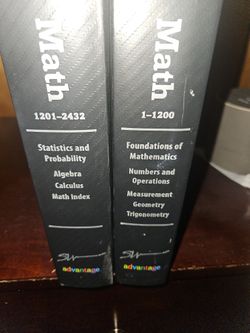 Math
1201-2432
Statistics and
Probability
Algebra
Calculus
Math Index
advantage
Math
1-1200
Foundations of
Mathematics
Numbers and
Operations
Measurement
Geometry
Trigonometry
advantage